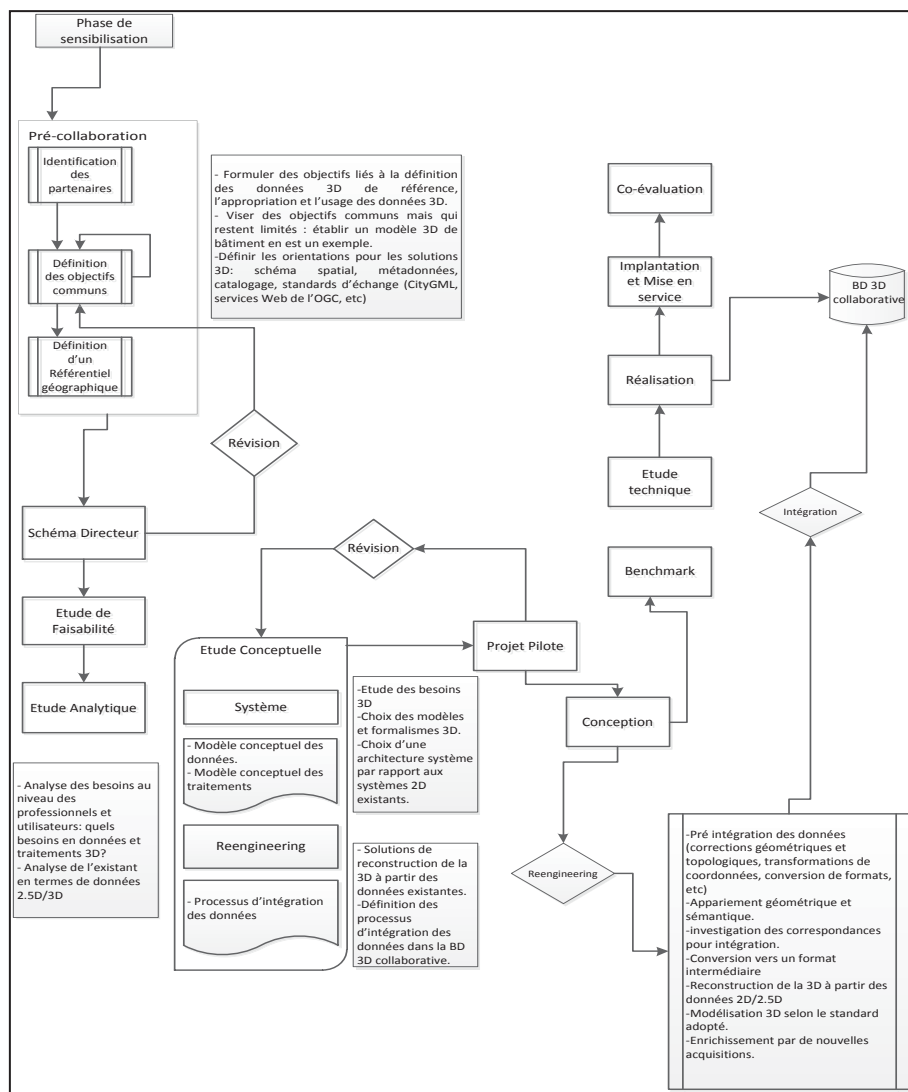 Phase de
sensibilisation
Pré-collaboration
Identification
des
partenaires
Définition
des objectifs
communs
Définition
d'un
Référentiel
géographique
- Formuler des objectifs liés à la définition
des données 3D de référence,
l'appropriation et l'usage des données 3D.
- Viser des objectifs communs mais qui
restent limités : établir un modèle 3D de
bâtiment en est un exemple.
-Définir les orientations pour les solutions
3D: schéma spatial, métadonnées,
catalogage, standards d'échange (CityGML,
services Web de l'OGC, etc)
Révision
Schéma Directeur
Etude de
Faisabilité
Etude Analytique
- Analyse des besoins au
niveau des
professionnels et
utilisateurs: quels
besoins en données et
traitements 3D?
- Analyse de l'existant
en termes de données
2.5D/3D
Révision
Etude Conceptuelle
Système
- Modèle conceptuel des
données.
- Modèle conceptuel des
traitements
Reengineering
- Processus d'intégration
des données
-Etude des besoins
3D
-Choix des modèles
et formalismes 3D.
-Choix d'une
architecture système
par rapport aux
systèmes 2D
existants.
- Solutions de
reconstruction de la
3D à partir des
données existantes.
-Définition des
processus
d'intégration des
données dans la BD
3D collaborative.
Projet Pilote
Conception
Benchmark
Reengineering
Co-évaluation
Implantation
et Mise en
service
Réalisation
Etude
technique
BD 3D
collaborative
Intégration
-Pré intégration des données
(corrections géométriques et
topologiques, transformations de
coordonnées, conversion de formats,
etc)
-Appariement géométrique et
sémantique.
-investigation des correspondances
pour intégration.
-Conversion vers un format
intermédiaire
-Reconstruction de la 3D à partir des
données 2D/2.5D
-Modélisation 3D selon le standard
adopté.
-Enrichissement par de nouvelles
acquisitions.